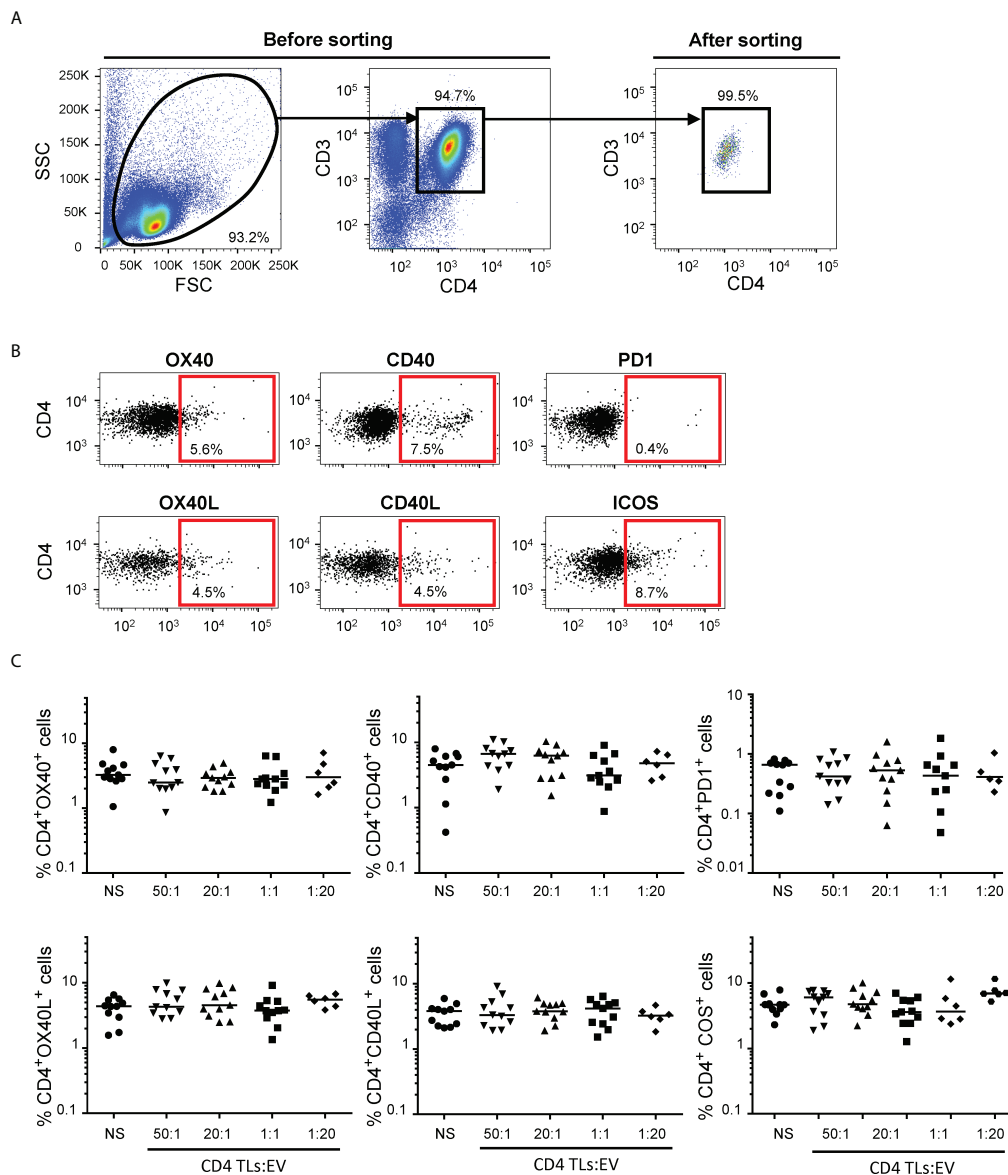 A
Before sorting
After sorting
250K
200K
150K
100K
50K
0
SSC
93.2%
0 50K 100K 150K 200K 250K
FSC
94.7%
10⁵
10⁴
10³
10²
CD3
10² 10³ 10⁴ 10⁵
CD4
99.5%
10⁵
10⁴
10³
10²
CD3
10² 10³ 10⁴ 10⁵
CD4
B
OX40
CD40
PD1
CD4
10⁴
10³
5.6%
10⁴
10³
7.5%
10⁴
10³
0.4%
OX40L
CD40L
ICOS
CD4
10⁴
10³
4.5%
10⁴
10³
4.5%
10⁴
10³
8.7%
10² 10³ 10⁴ 10⁵
10² 10³ 10⁴ 10⁵
10² 10³ 10⁴ 10⁵
C
% CD4⁺OX40⁺ cells
10
1
0.1
NS 50:1 20:1 1:1 1:20
% CD4⁺CD40⁺ cells
10
1
0.1
NS 50:1 20:1 1:1 1:20
% CD4⁺PD1⁺ cells
10
1
0.1
0.01
NS 50:1 20:1 1:1 1:20
% CD4⁺OX40L⁺ cells
10
1
0.1
NS 50:1 20:1 1:1 1:20
CD4 TLs:EV
% CD4⁺CD40L⁺ cells
10
1
0.1
NS 50:1 20:1 1:1 1:20
CD4 TLs:EV
% CD4⁺ COS⁺ cells
10
1
0.1
NS 50:1 20:1 1:1 1:20
CD4 TLs:EV